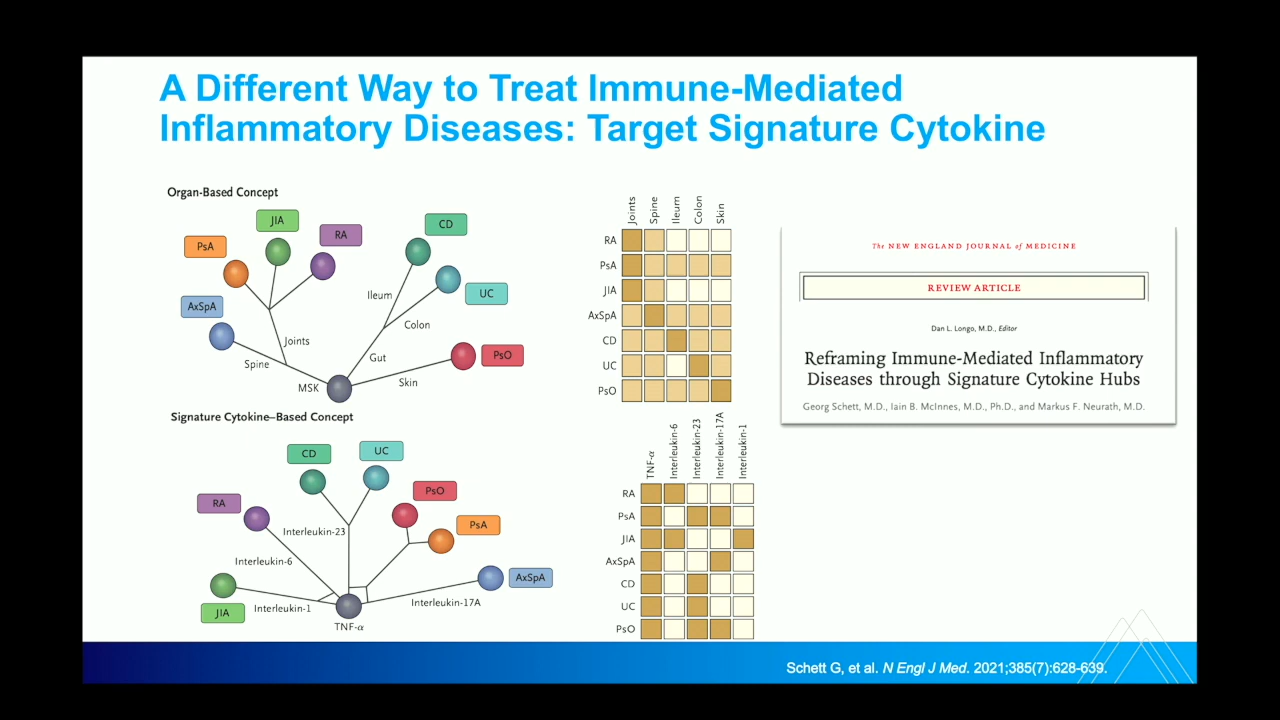 A Different Way to Treat Immune-Mediated
Inflammatory Diseases: Target Signature Cytokine
Organ-Based Concept
JIA
RA
PsA
AxSpA
CD
UC
PsO
Ileum
Colon
Joints
Spine
Gut
MSK
Skin
Joints
Spine
Ileum
Colon
Skin
RA
PsA
JIA
AxSpA
CD
UC
PsO
The NEW ENGLAND JOURNAL of MEDICINE
REVIEW ARTICLE
Dan L. Longo, M.D., Editor
Reframing Immune-Mediated Inflammatory
Diseases through Signature Cytokine Hubs
Georg Schett, M.D., Iain B. McInnes, M.D., Ph.D., and Markus F. Neurath, M.D.
Signature Cytokine–Based Concept
CD
UC
RA
PsO
PsA
AxSpA
JIA
Interleukin-23
Interleukin-6
Interleukin-1
Interleukin-17A
TNF-α
TNF-α
Interleukin-6
Interleukin-23
Interleukin-17A
Interleukin-1
RA
PsA
JIA
AxSpA
CD
UC
PsO
Schett G, et al. N Engl J Med. 2021;385(7):628-639.